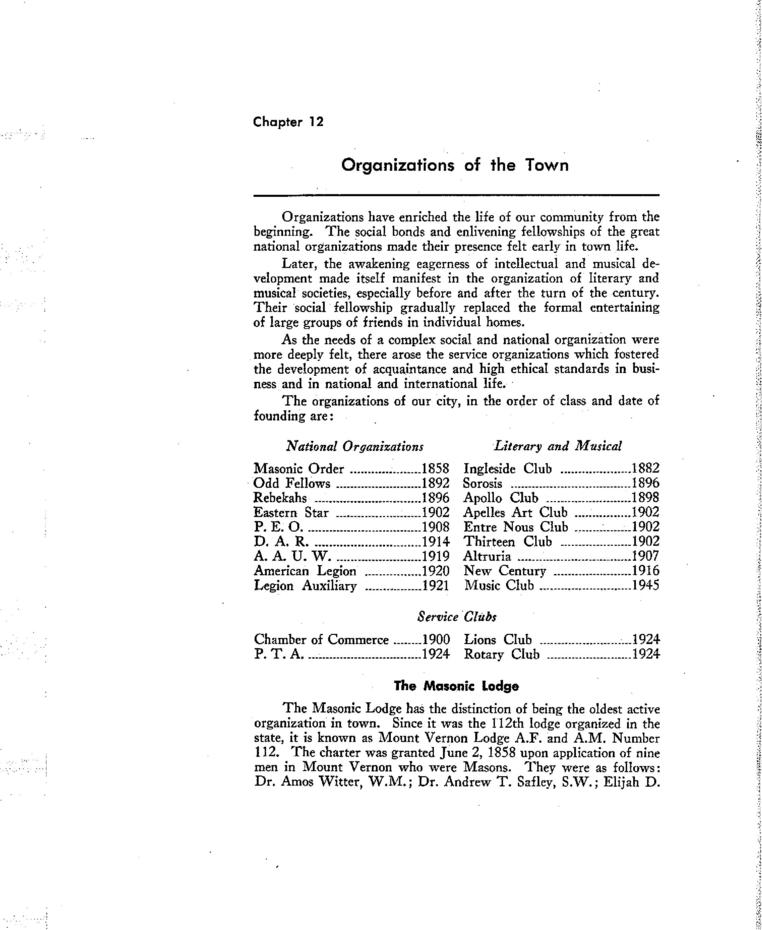 Chapter 12
Organizations of the Town
Organizations have enriched the life of our community from the
beginning. The social bonds and enlivening fellowships of the great
national organizations made their presence felt early in town life.
Later, the awakening eagerness of intellectual and musical de-
velopment made itself manifest in the organization of literary and
musical societies, especially before and after the turn of the century.
Their social fellowship gradually replaced the formal entertaining
of large groups of friends in individual homes.
As the needs of a complex social and national organization were
more deeply felt, there arose the service organizations which fostered
the development of acquaintance and high ethical standards in busi-
ness and in national and international life.
The organizations of our city, in the order of class and date of
founding are:
National Organizations
Masonic Order ....................1858
Odd Fellows ........................1892
Rebekahs ..............................1896
Eastern Star ........................1902
P. E. O. ................................1908
D. A. R. ..............................1914
A. A. U. W. ........................1919
American Legion ................1920
Legion Auxiliary ................1921
Literary and Musical
Ingleside Club ....................1882
Sorosis ..................................1896
Apollo Club ........................1898
Apelles Art Club ................1902
Entre Nous Club ................1902
Thirteen Club ....................1902
Altruria ................................1907
New Century ......................1916
Music Club ..........................1945
Service Clubs
Chamber of Commerce ........1900 Lions Club ..........................1924
P. T. A. ................................1924 Rotary Club ........................1924
The Masonic Lodge
The Masonic Lodge has the distinction of being the oldest active
organization in town. Since it was the 112th lodge organized in the
state, it is known as Mount Vernon Lodge A.F. and A.M. Number
112. The charter was granted June 2, 1858 upon application of nine
men in Mount Vernon who were Masons. They were as follows:
Dr. Amos Witter, W.M.; Dr. Andrew T. Safley, S.W.; Elijah D.